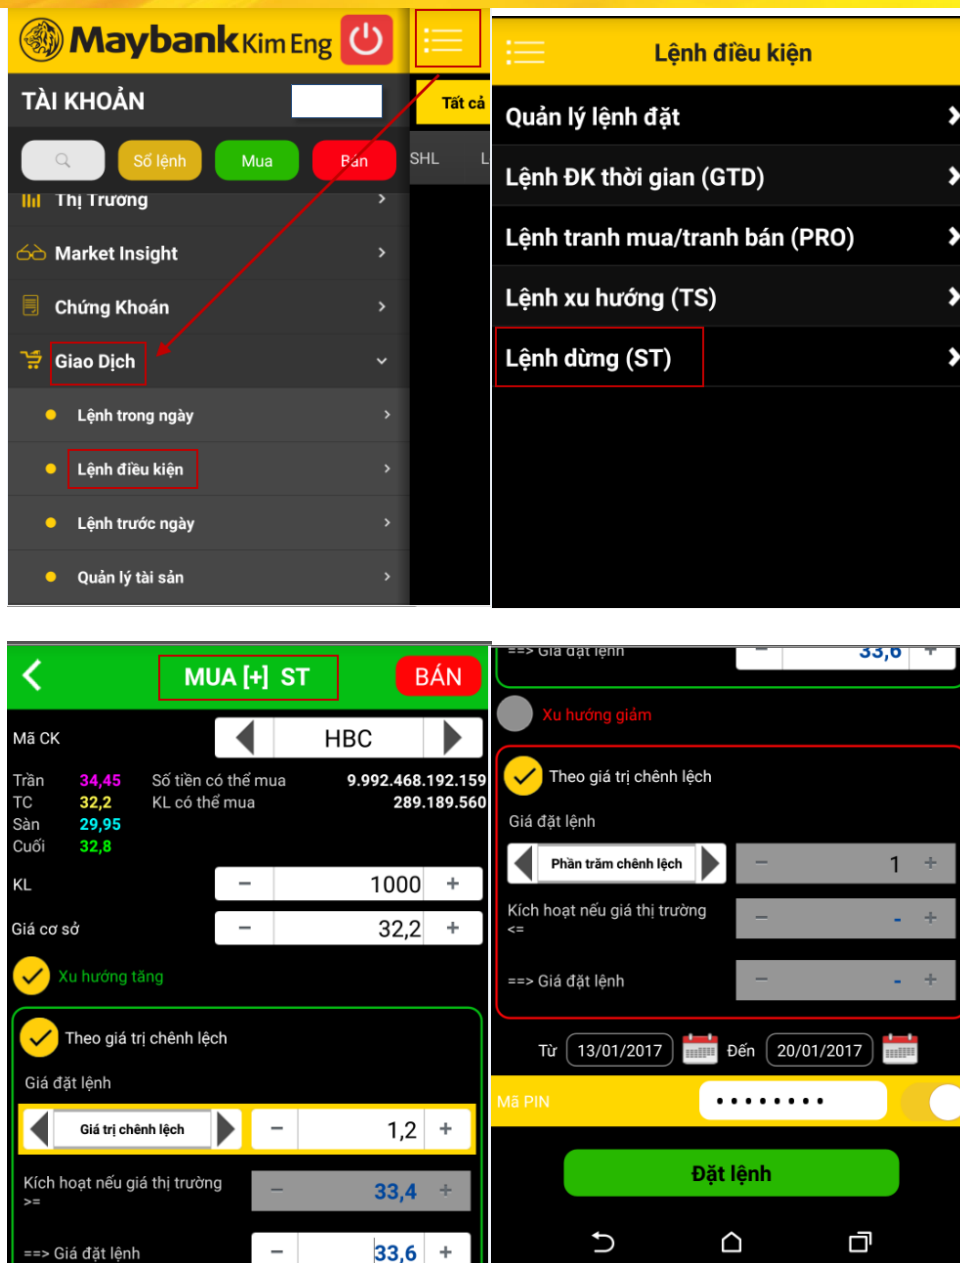 Maybank Kim Eng
TÀI KHOẢN
Tất cả
Sổ lệnh
Mua
Bán
SHL
L
Thị Trường
Market Insight
Chứng Khoán
Giao Dịch
Lệnh trong ngày
Lệnh điều kiện
Lệnh trước ngày
Quản lý tài sản
Lệnh điều kiện
Quản lý lệnh đặt
Lệnh ĐK thời gian (GTD)
Lệnh tranh mua/tranh bán (PRO)
Lệnh xu hướng (TS)
Lệnh dừng (ST)
MUA [+] ST
BÁN
Mã CK HBC
Trần 34,45 Số tiền có thể mua 9.992.468.192.159
TC 32,2 KL có thể mua 289.189.560
Sàn 29,95
Cuối 32,8
KL - 1000 +
Giá cơ sở - 32,2 +
Xu hướng tăng
Theo giá trị chênh lệch
Giá đặt lệnh
Giá trị chênh lệch - 1,2 +
Kích hoạt nếu giá thị trường
>= - 33,4 +
==> Giá đặt lệnh - 33,6 +
==> Giá đặt lệnh - 33,6 +
Xu hướng giảm
Theo giá trị chênh lệch
Giá đặt lệnh
Phần trăm chênh lệch - 1 +
Kích hoạt nếu giá thị trường
<= - - +
==> Giá đặt lệnh - - +
Từ 13/01/2017 Đến 20/01/2017
Mã PIN ••••••••
Đặt lệnh